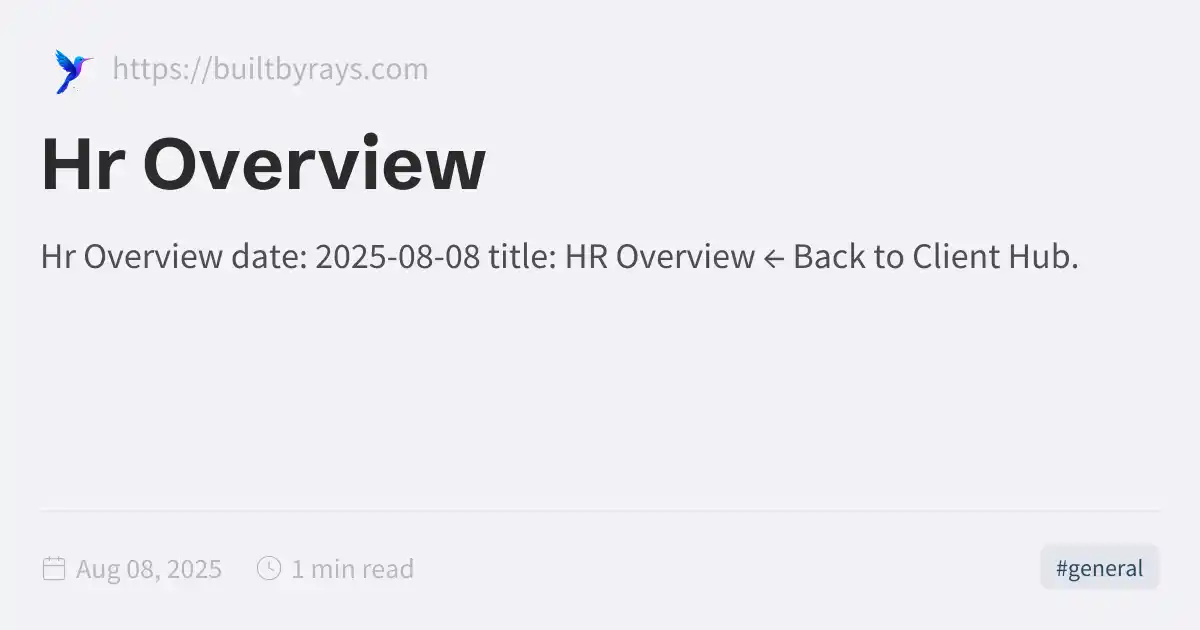 https://builtbyrays.com
Hr Overview
Hr Overview date: 2025-08-08 title: HR Overview ← Back to Client Hub.
Aug 08, 2025
1 min read
#general